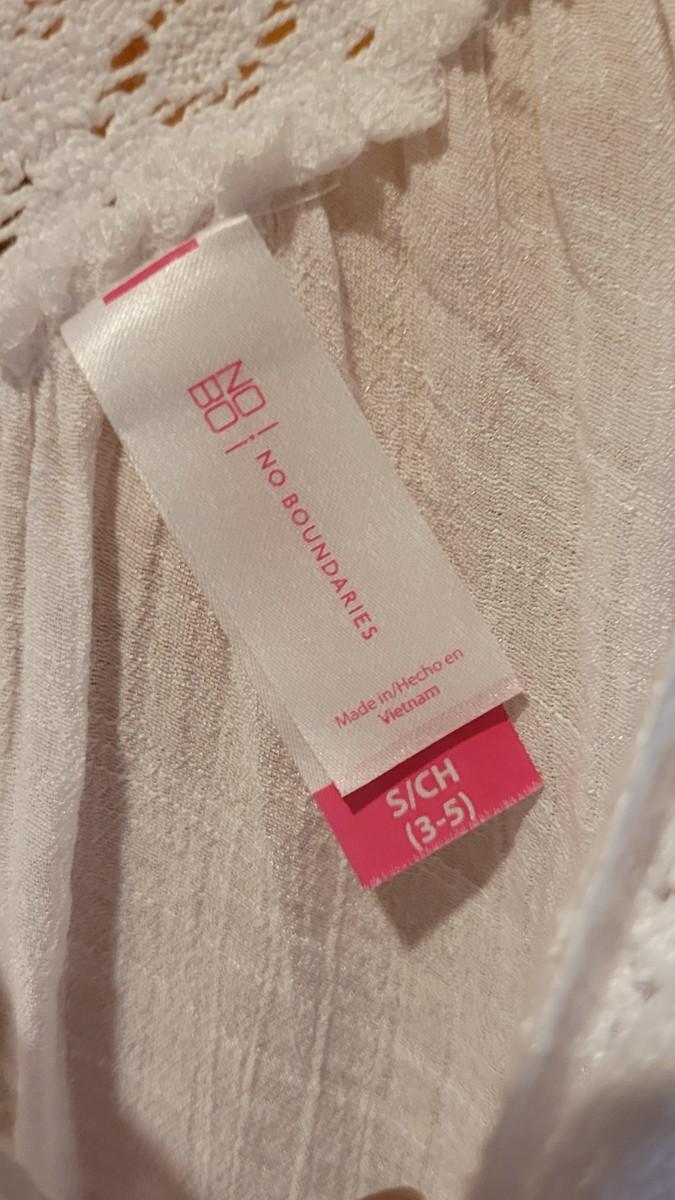 NO
BO
NO BOUNDARIES
Made in/Hecho en
Vietnam
S/CH
(3-5)